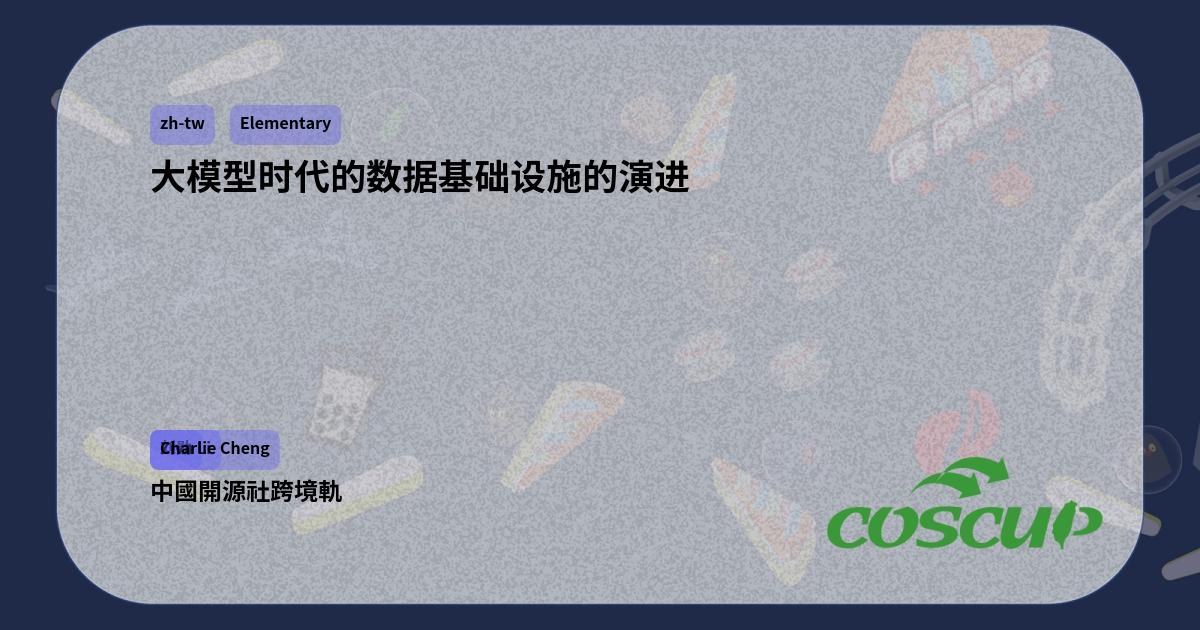 zh-tw Elementary
大模型时代的数据基础设施的演进
Charlie Cheng
中國開源社跨境軌
COSCUP